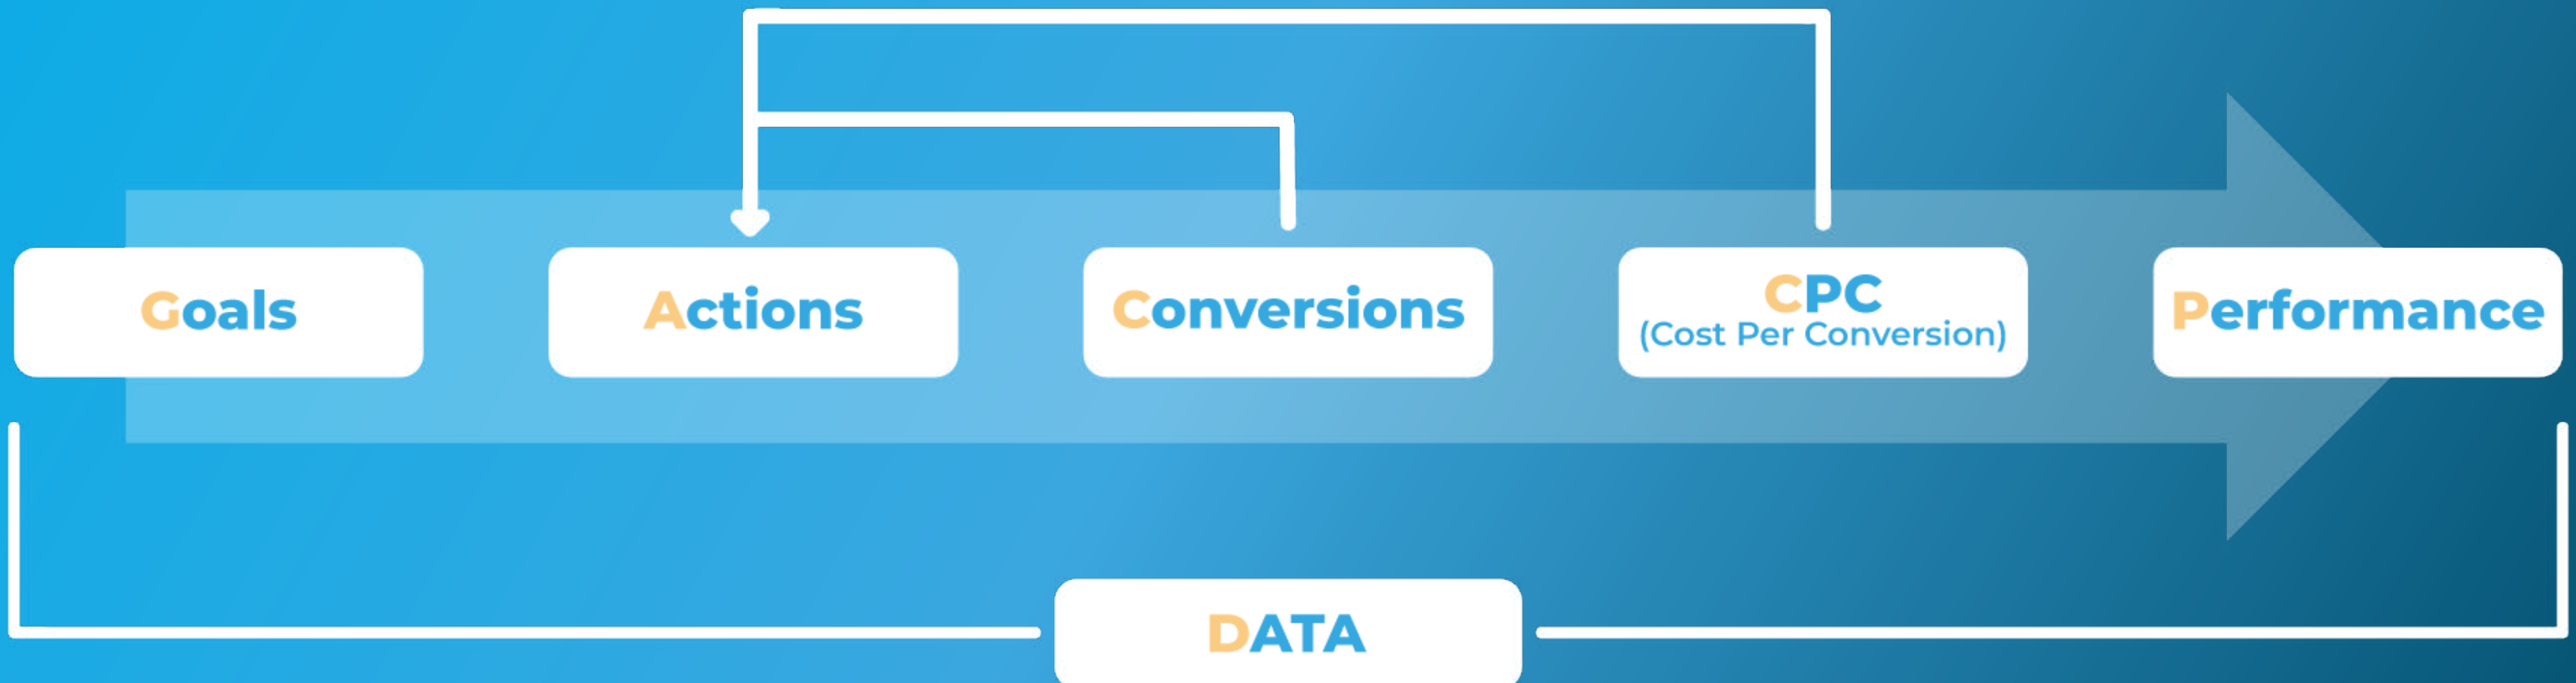 Goals
Actions
Conversions
CPC
(Cost Per Conversion)
Performance
DATA